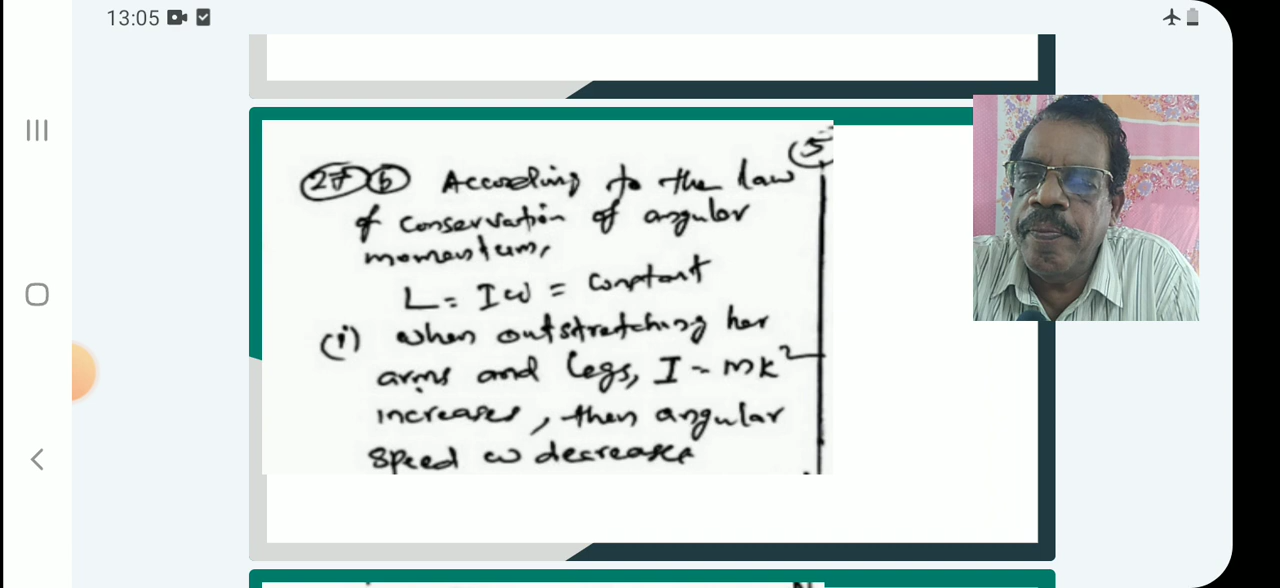 13:05
(5
27 b According to the law
of conservation of angular
momentum,
L = Iω = constant
(i) when outstretching her
arms and legs, I = mk²
increases, then angular
speed ω decreases